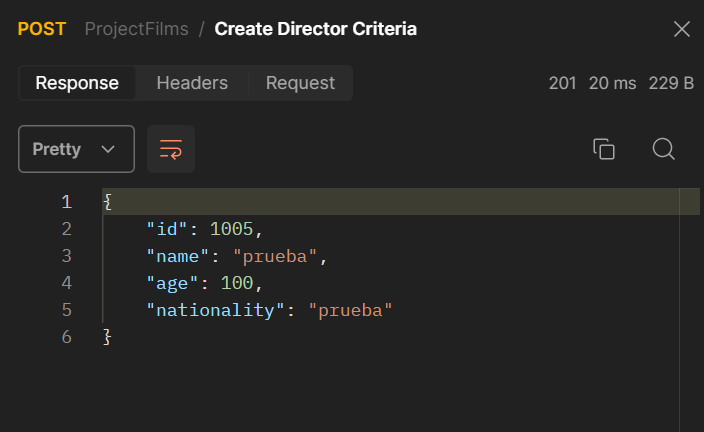 POST ProjectFilms / Create Director Criteria
Response Headers Request 201 20 ms 229 B
Pretty
1 {
2 "id": 1005,
3 "name": "prueba",
4 "age": 100,
5 "nationality": "prueba"
6 }